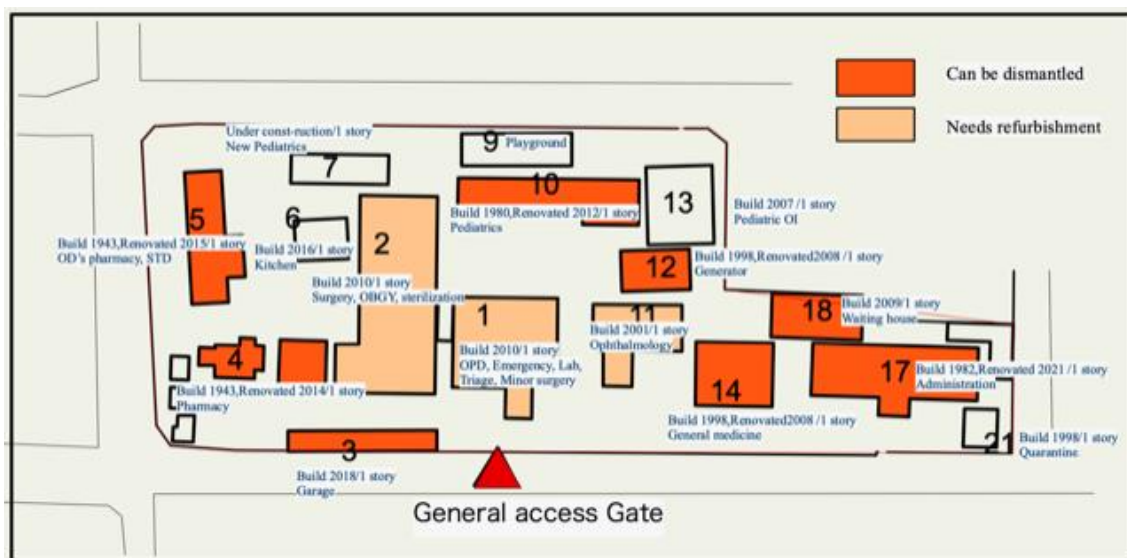 Can be dismantled
Needs refurbishment
Under const-ruction/1 story
New Pediatrics
7
9
Playground
10
Build 1980,Renovated 2012/1 story
Pediatrics
13
Build 2007 /1 story
Pediatric OI
5
Build 1943,Renovated 2015/1 story
OD's pharmacy, STD
6
Build 2016/1 story
Kitchen
2
Build 2010/1 story
Surgery, OBGY, sterilization
12
Build 1998,Renovated2008 /1 story
Generator
18
Build 2009/1 story
Waiting house
1
Build 2010/1 story
OPD, Emergency, Lab,
Triage, Minor surgery
11
Build 2001/1 story
Ophthalmology
4
Build 1943,Renovated 2014/1 story
Pharmacy
14
Build 1998,Renovated2008 /1 story
General medicine
17
Build 1982,Renovated 2021 /1 story
Administration
21
Build 1998/1 story
Quarantine
3
Build 2018/1 story
Garage
General access Gate